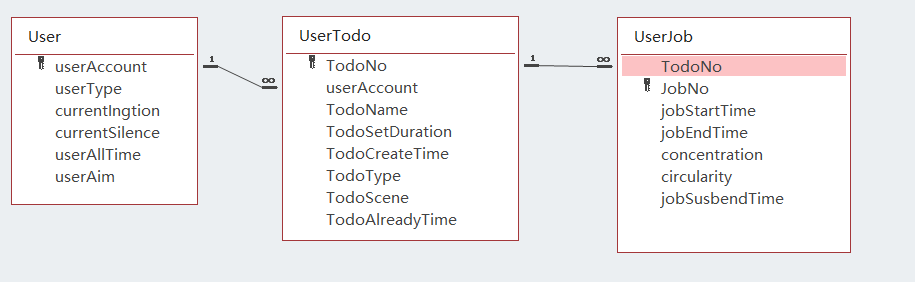 User
userAccount
userType
currentIngtion
currentSilence
userAllTime
userAim
1
∞
UserTodo
TodoNo
userAccount
TodoName
TodoSetDuration
TodoCreateTime
TodoType
TodoScene
TodoAlreadyTime
1
∞
UserJob
TodoNo
JobNo
jobStartTime
jobEndTime
concentration
circularity
jobSusbendTime